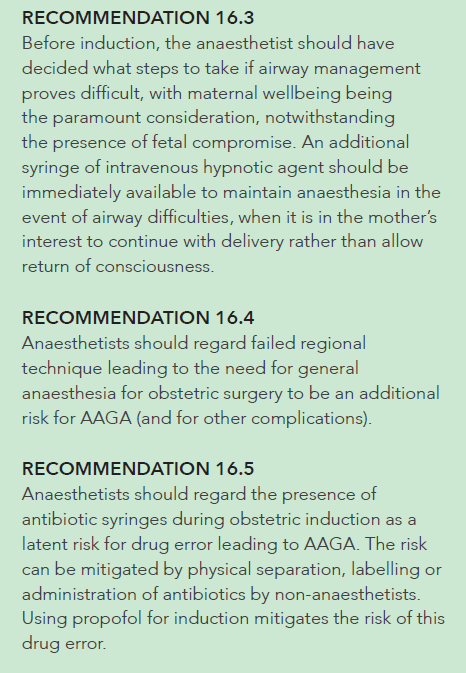 RECOMMENDATION 16.3
Before induction, the anaesthetist should have
decided what steps to take if airway management
proves difficult, with maternal wellbeing being
the paramount consideration, notwithstanding
the presence of fetal compromise. An additional
syringe of intravenous hypnotic agent should be
immediately available to maintain anaesthesia in the
event of airway difficulties, when it is in the mother’s
interest to continue with delivery rather than allow
return of consciousness.
RECOMMENDATION 16.4
Anaesthetists should regard failed regional
technique leading to the need for general
anaesthesia for obstetric surgery to be an additional
risk for AAGA (and for other complications).
RECOMMENDATION 16.5
Anaesthetists should regard the presence of
antibiotic syringes during obstetric induction as a
latent risk for drug error leading to AAGA. The risk
can be mitigated by physical separation, labelling or
administration of antibiotics by non-anaesthetists.
Using propofol for induction mitigates the risk of this
drug error.